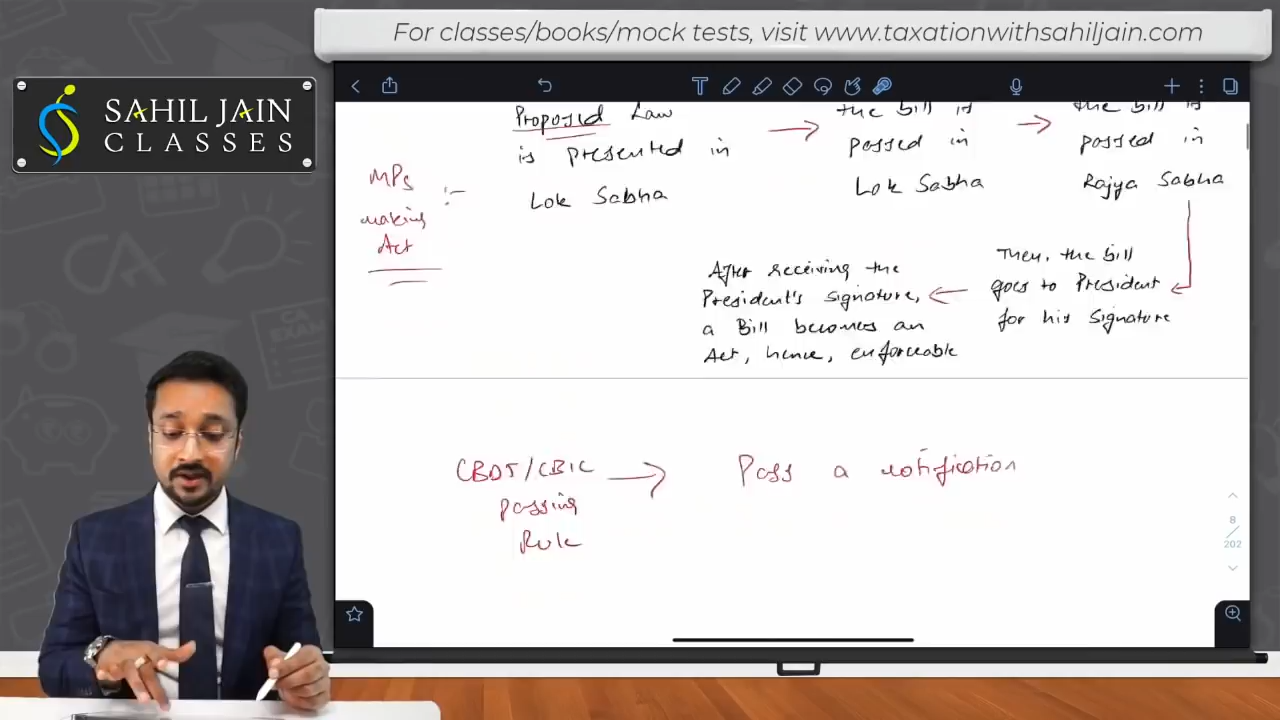 For classes/books/mock tests, visit www.taxationwithsahiljain.com
SAHIL JAIN
CLASSES
Proposed Law
is presented in
Lok Sabha
the bill is
passed in
Lok Sabha
the bill is
passed in
Rajya Sabha
MPs
making
Act
:-
Then, the bill
goes to President
for his signature
After receiving the
President's signature,
a Bill becomes an
Act, hence, enforceable
CBDT/CBIC
passing
Rule
Pass a notification
8
202